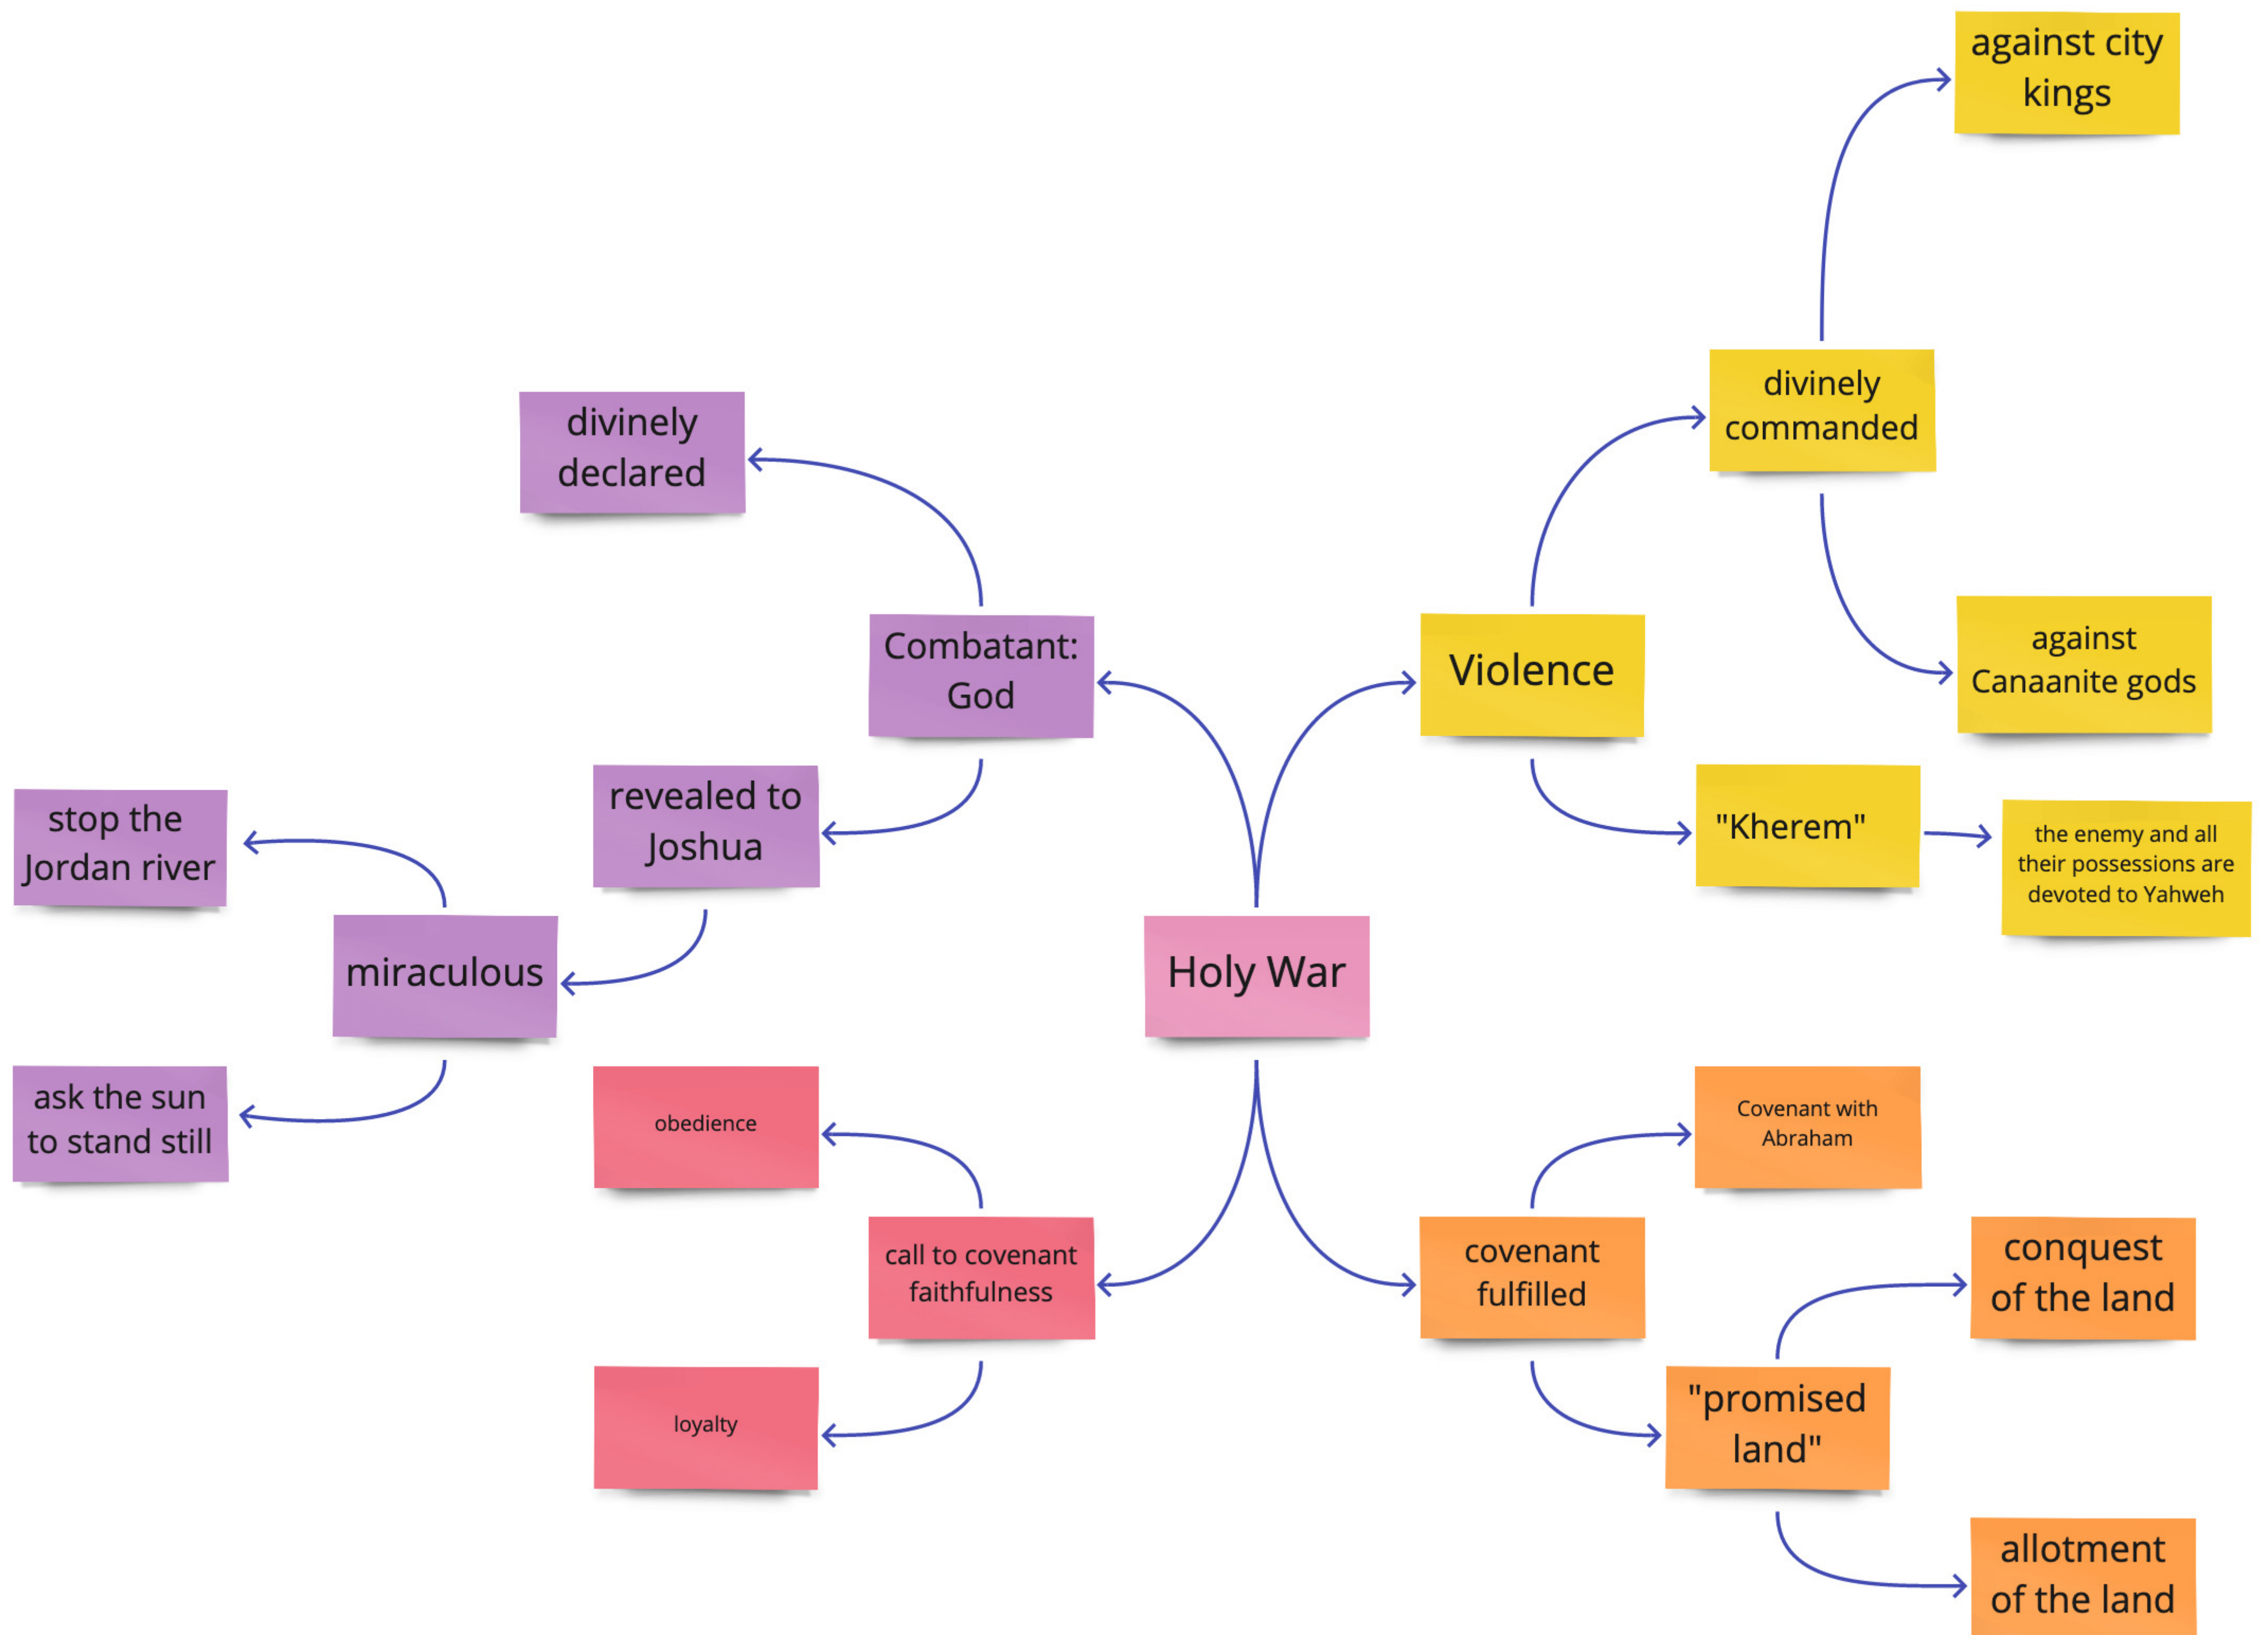 against city
kings
divinely
commanded
divinely
declared
against
Canaanite gods
Combatant:
God
Violence
revealed to
Joshua
"Kherem"
the enemy and all
their possessions are
devoted to Yahweh
stop the
Jordan river
miraculous
Holy War
ask the sun
to stand still
obedience
Covenant with
Abraham
call to covenant
faithfulness
covenant
fulfilled
conquest
of the land
loyalty
"promised
land"
allotment
of the land